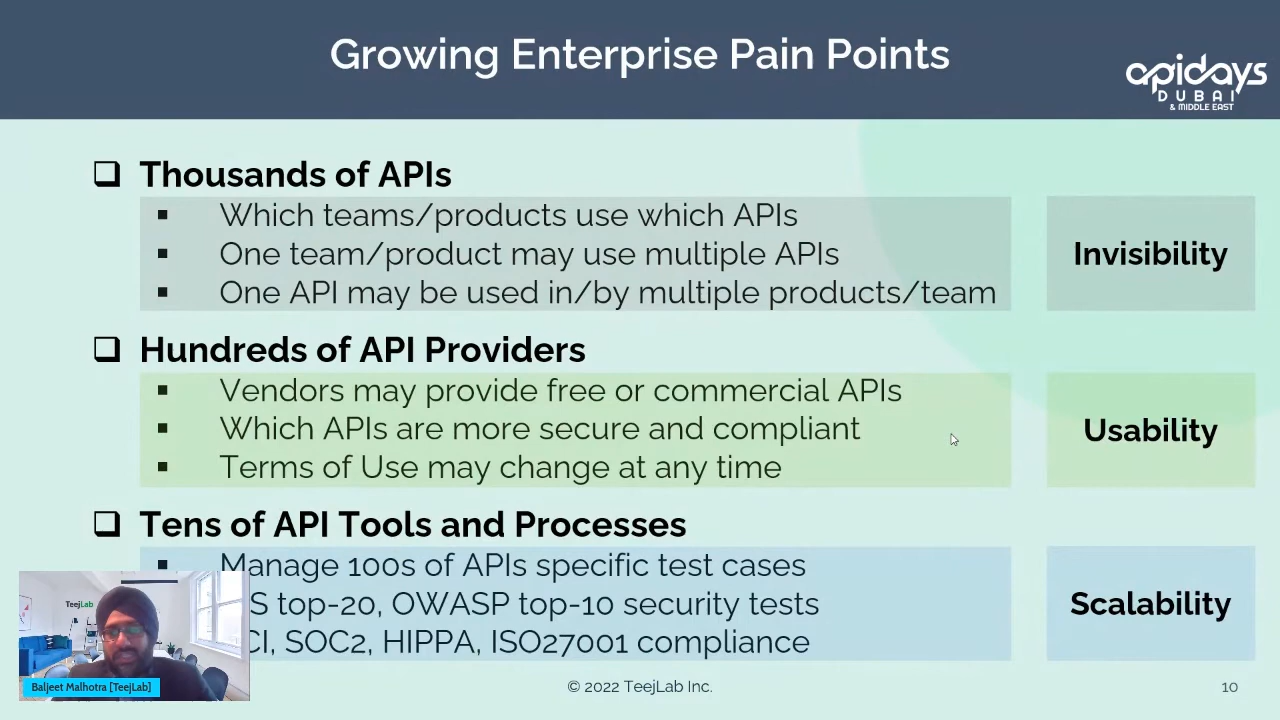 Growing Enterprise Pain Points
apidays
DUBAI
& MIDDLE EAST
Thousands of APIs
Which teams/products use which APIs
One team/product may use multiple APIs
One API may be used in/by multiple products/team
Invisibility
Hundreds of API Providers
Vendors may provide free or commercial APIs
Which APIs are more secure and compliant
Terms of Use may change at any time
Usability
Tens of API Tools and Processes
Manage 100s of APIs specific test cases
S top-20, OWASP top-10 security tests
CI, SOC2, HIPPA, ISO27001 compliance
Scalability
TeejLab
Baljeet Malhotra [TeejLab]
© 2022 TeejLab Inc.
10